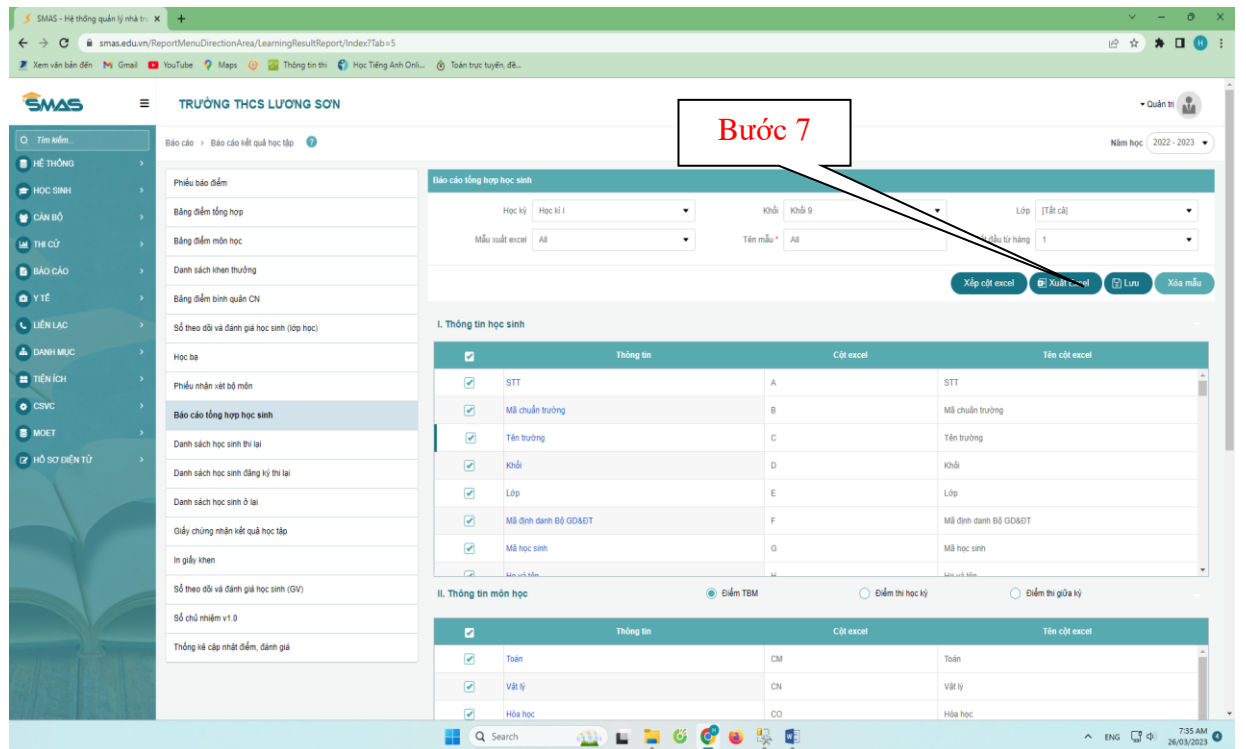 SMAS - Hệ thống quản lý nhà trư
smas.edu.vn/ReportMenuDirectionArea/LearningResultReport/Index?Tab=5
Xem văn bản đến Gmail YouTube Maps Thông tin thi Học Tiếng Anh Onli... Toán trực tuyến, đề...
SMAS
TRƯỜNG THCS LƯƠNG SƠN
Quản trị
Bước 7
Tìm kiếm...
Báo cáo > Báo cáo kết quả học tập ?
Năm học 2022 - 2023
HỆ THỐNG
HỌC SINH
CÁN BỘ
THI CỬ
BÁO CÁO
Y TẾ
LIÊN LẠC
DANH MỤC
TIỆN ÍCH
CSVC
MOET
HỒ SƠ ĐIỆN TỬ
Phiếu báo điểm
Bảng điểm tổng hợp
Bảng điểm môn học
Danh sách khen thưởng
Bảng điểm bình quân CN
Sổ theo dõi và đánh giá học sinh (lớp học)
Học bạ
Phiếu nhận xét bộ môn
Báo cáo tổng hợp học sinh
Danh sách học sinh thi lại
Danh sách học sinh đăng ký thi lại
Danh sách học sinh ở lại
Giấy chứng nhận kết quả học tập
In giấy khen
Sổ theo dõi và đánh giá học sinh (GV)
Sổ chủ nhiệm v1.0
Thống kê cập nhật điểm, đánh giá
Báo cáo tổng hợp học sinh
Học kỳ Học kì I Khối Khối 9 Lớp [Tất cả]
Mẫu xuất excel All Tên mẫu * All đầu từ hàng 1
Xếp cột excel Xuất Excel Lưu Xóa mẫu
I. Thông tin học sinh
Thông tin Cột excel Tên cột excel
STT A STT
Mã chuẩn trường B Mã chuẩn trường
Tên trường C Tên trường
Khối D Khối
Lớp E Lớp
Mã định danh Bộ GD&ĐT F Mã định danh Bộ GD&ĐT
Mã học sinh G Mã học sinh
Họ và tên H Họ và tên
II. Thông tin môn học Điểm TBM Điểm thi học kỳ Điểm thi giữa kỳ
Thông tin Cột excel Tên cột excel
Toán CM Toán
Vật lý CN Vật lý
Hóa học CO Hóa học
Search
ENG
7:35 AM
26/03/2023